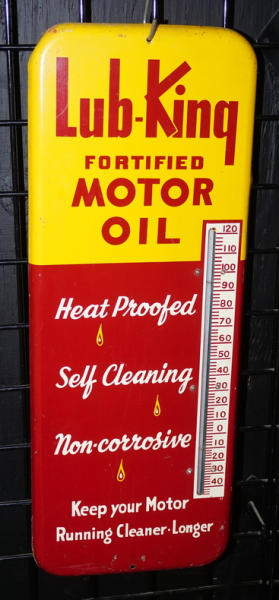 Lub-King
FORTIFIED
MOTOR
OIL
Heat Proofed
Self Cleaning
Non-corrosive
Keep your Motor
Running Cleaner-Longer
120
110
100
90
80
70
60
50
40
30
20
10
0
10
20
30
40